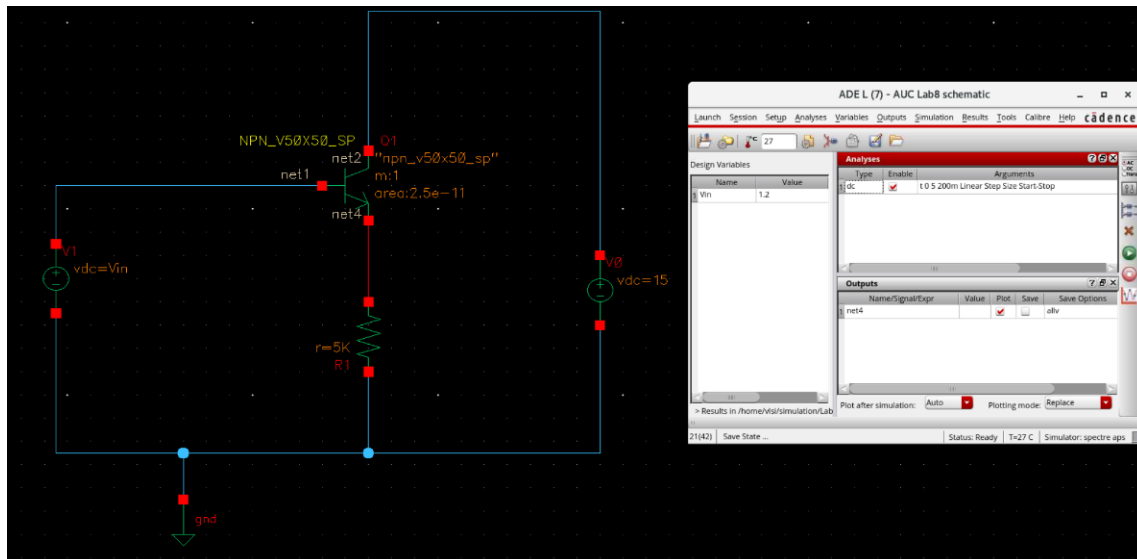 NPN_V50X50_SP
Q1
net2
"npn_v50x50_sp"
net1
m:1
area:2.5e-11
net4
V1
vdc=Vin
V0
vdc=15
r=5K
R1
gnd
ADE L (7) - AUC Lab8 schematic
Launch Session Setup Analyses Variables Outputs Simulation Results Tools Calibre Help cādence
27
Design Variables
Name Value
1 Vin 1.2
Analyses
Type Enable Arguments
1 dc t 0 5 200m Linear Step Size Start-Stop
Outputs
Name/Signal/Expr Value Plot Save Save Options
1 net4 allv
Plot after simulation: Auto Plotting mode: Replace
> Results in /home/vlsi/simulation/Lab
21(42) Save State ... Status: Ready T=27 C Simulator: spectre aps